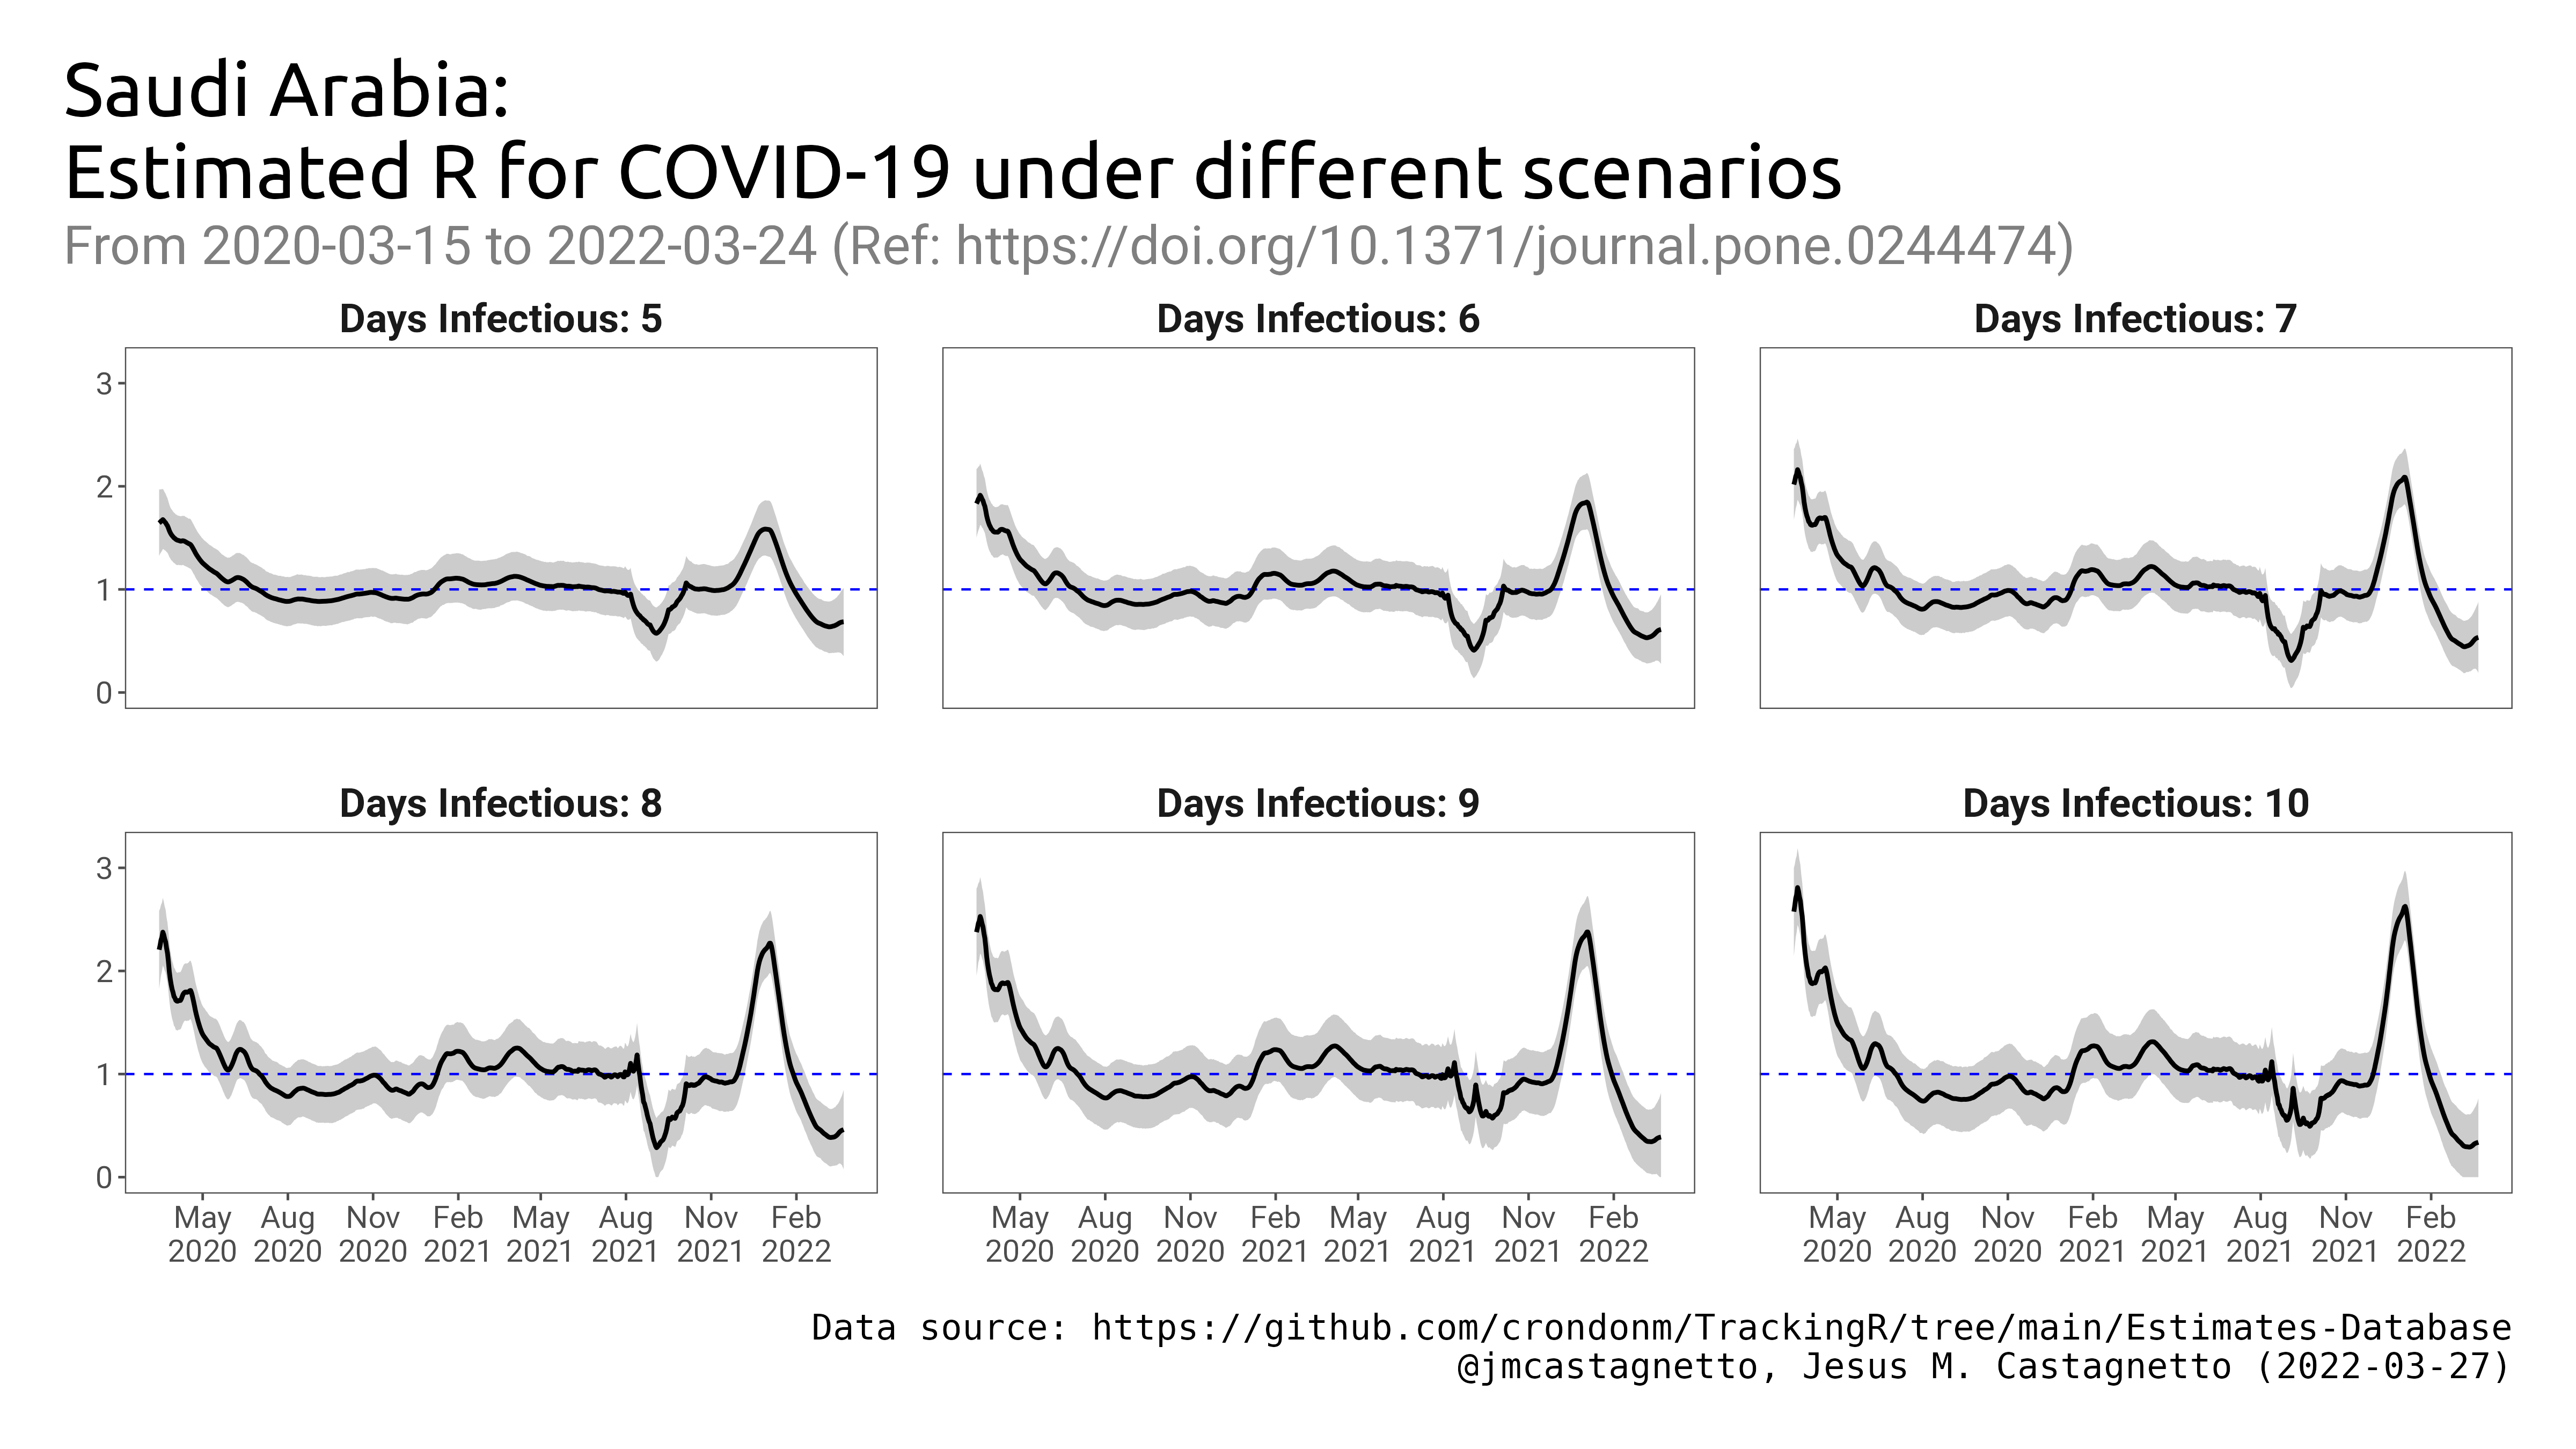 Saudi Arabia:
Estimated R for COVID-19 under different scenarios
From 2020-03-15 to 2022-03-24 (Ref: https://doi.org/10.1371/journal.pone.0244474)
Days Infectious: 5
Days Infectious: 6
Days Infectious: 7
3
2
1
0
Days Infectious: 8
Days Infectious: 9
Days Infectious: 10
3
2
1
0
May Aug Nov Feb May Aug Nov Feb
2020 2020 2020 2021 2021 2021 2021 2022
May Aug Nov Feb May Aug Nov Feb
2020 2020 2020 2021 2021 2021 2021 2022
May Aug Nov Feb May Aug Nov Feb
2020 2020 2020 2021 2021 2021 2021 2022
Data source: https://github.com/crondonm/TrackingR/tree/main/Estimates-Database
@jmcastagnetto, Jesus M. Castagnetto (2022-03-27)